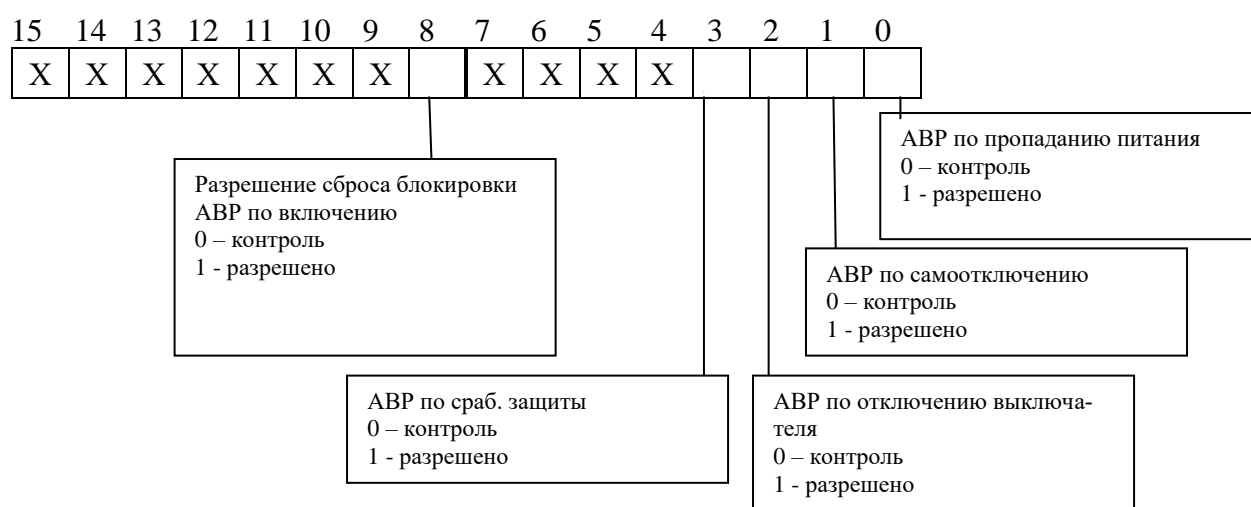 15 14 13 12 11 10 9 8 7 6 5 4 3 2 1 0
X X X X X X X X X X X
АВР по пропаданию питания
0 – контроль
1 - разрешено
Разрешение сброса блокировки
АВР по включению
0 – контроль
1 - разрешено
АВР по самоотключению
0 – контроль
1 - разрешено
АВР по сраб. защиты
0 – контроль
1 - разрешено
АВР по отключению выключа-
теля
0 – контроль
1 - разрешено